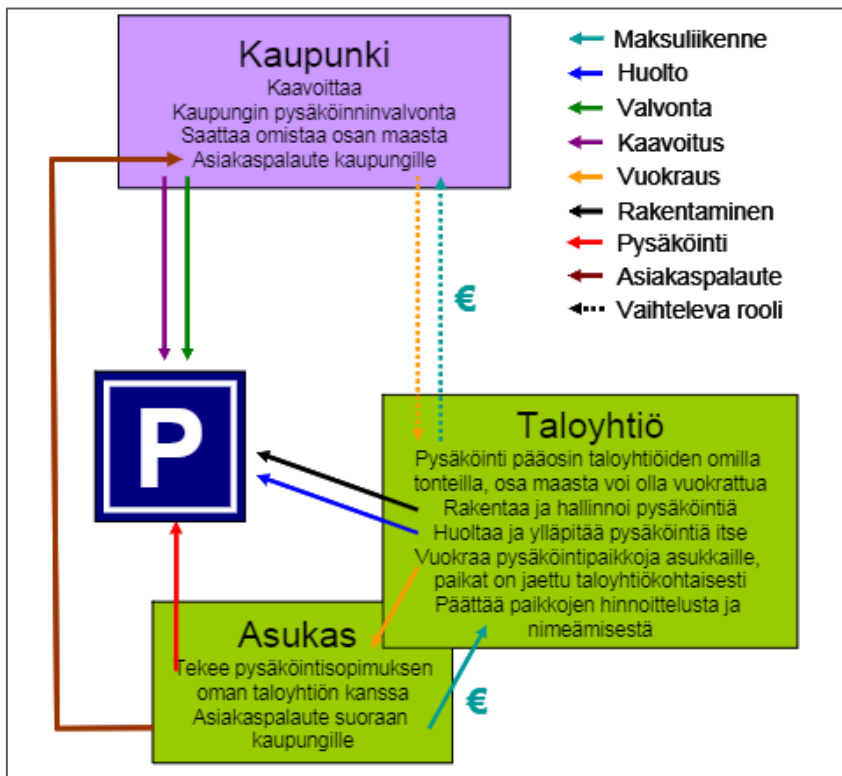 Kaupunki
Kaavoittaa
Kaupungin pysäköinninvalvonta
Saattaa omistaa osan maasta
Asiakaspalaute kaupungille
Maksuliikenne
Huolto
Valvonta
Kaavoitus
Vuokraus
Rakentaminen
Pysäköinti
Asiakaspalaute
Vaihteleva rooli
€
P
Taloyhtiö
Pysäköinti pääosin taloyhtiöiden omilla
tonteilla, osa maasta voi olla vuokrattua
Rakentaa ja hallinnoi pysäköintiä
Huoltaa ja ylläpitää pysäköintiä itse
Vuokraa pysäköintipaikkoja asukkaille,
paikat on jaettu taloyhtiökohtaisesti
Päättää paikkojen hinnoittelusta ja
nimeämisestä
Asukas
Tekee pysäköintisopimuksen
oman taloyhtiön kanssa
Asiakaspalaute suoraan
kaupungille
€